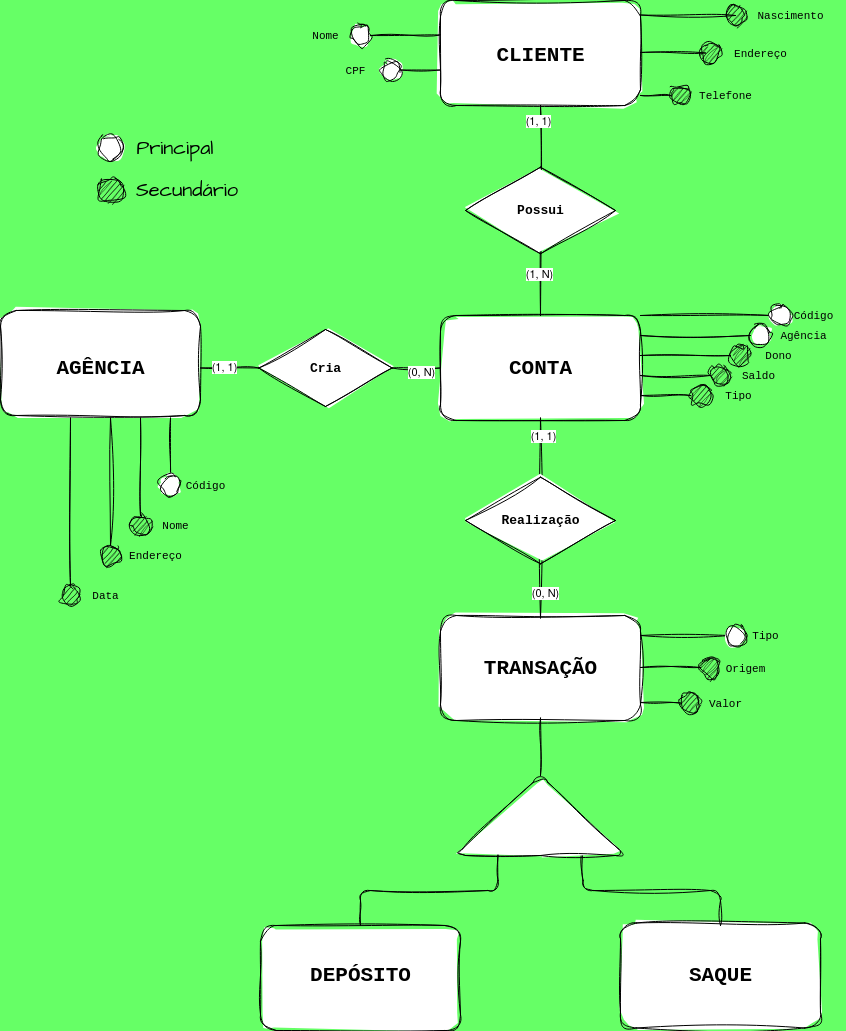 Nascimento
Nome
CLIENTE
Endereço
CPF
Telefone
(1, 1)
Principal
Secundário
Possui
(1, N)
Código
Agência
Dono
AGÊNCIA
(1, 1)
Cria
(0, N)
CONTA
Saldo
Tipo
(1, 1)
Código
Realização
Nome
Endereço
Data
(0, N)
Tipo
TRANSAÇÃO
Origem
Valor
DEPÓSITO
SAQUE